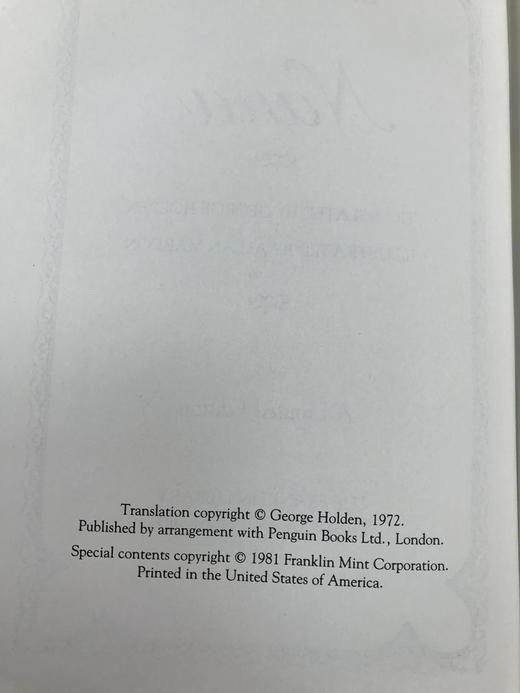 Translation copyright © George Holden, 1972.
Published by arrangement with Penguin Books Ltd., London.
Special contents copyright © 1981 Franklin Mint Corporation.
Printed in the United States of America.